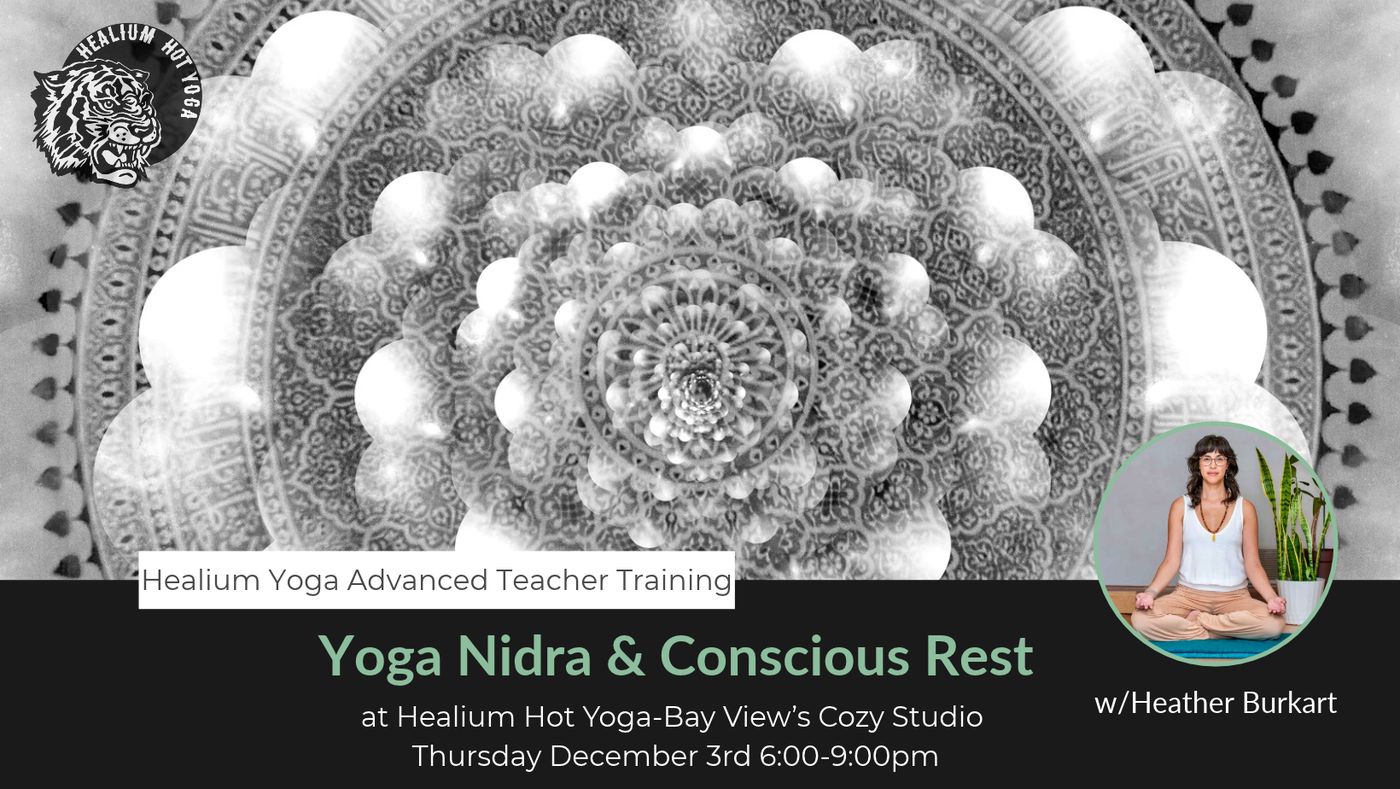 HEALIUM HOT YOGA
Healium Yoga Advanced Teacher Training
Yoga Nidra & Conscious Rest
at Healium Hot Yoga-Bay View’s Cozy Studio
Thursday December 3rd 6:00-9:00pm
w/Heather Burkart